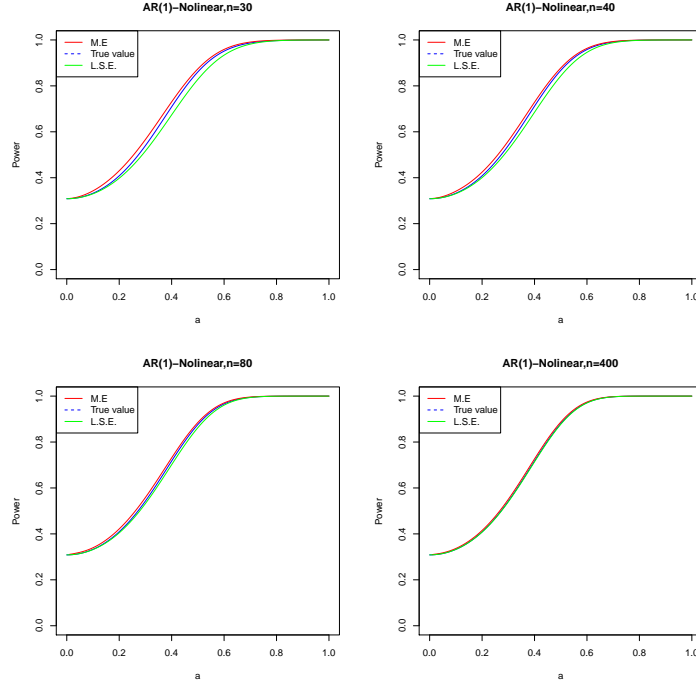 AR(1)−Nolinear,n=30
M.E
True value
L.S.E.
Power
0.0 0.2 0.4 0.6 0.8 1.0
0.0 0.2 0.4 0.6 0.8 1.0
a
AR(1)−Nolinear,n=40
M.E
True value
L.S.E.
Power
0.0 0.2 0.4 0.6 0.8 1.0
0.0 0.2 0.4 0.6 0.8 1.0
a
AR(1)−Nolinear,n=80
M.E
True value
L.S.E.
Power
0.0 0.2 0.4 0.6 0.8 1.0
0.0 0.2 0.4 0.6 0.8 1.0
a
AR(1)−Nolinear,n=400
M.E
True value
L.S.E.
Power
0.0 0.2 0.4 0.6 0.8 1.0
0.0 0.2 0.4 0.6 0.8 1.0
a